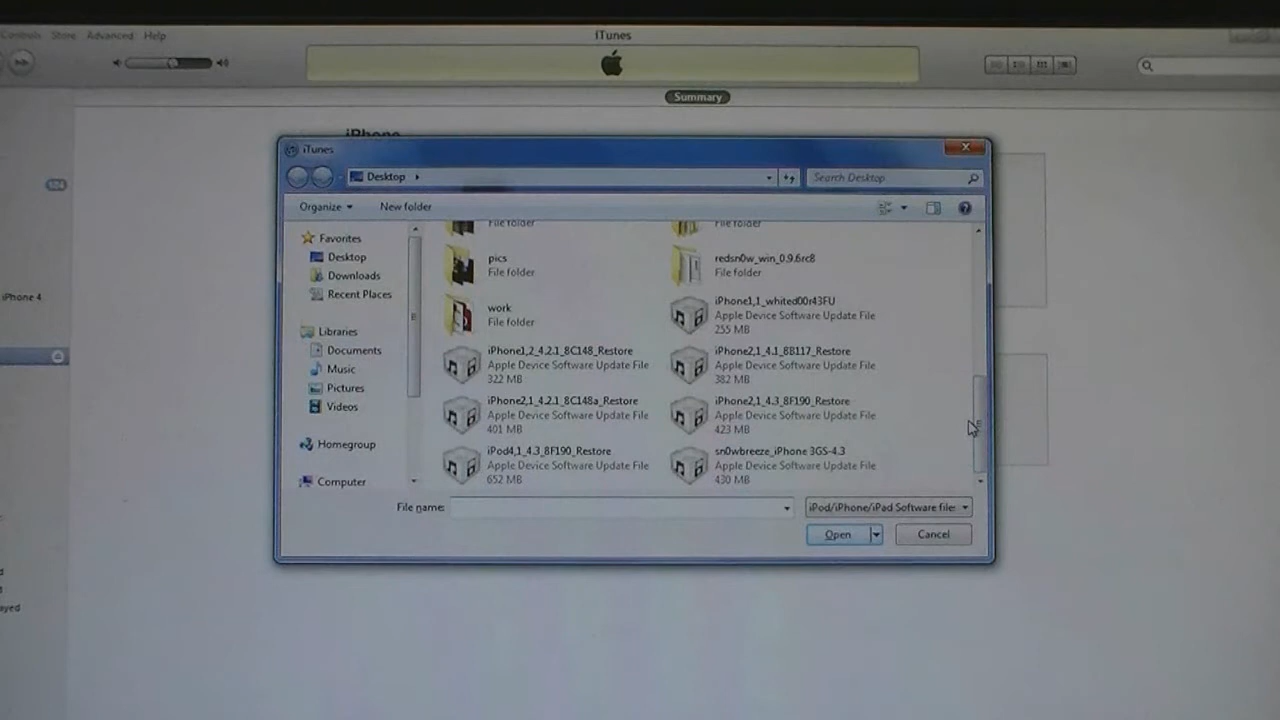 Controls Store Advanced Help
iTunes
Summary
iPhone
iTunes
Desktop
Search Desktop
Organize
New folder
File folder
File folder
pics
File folder
redsn0w_win_0.9.6rc8
File folder
work
File folder
iPhone1,1_whited00r43FU
Apple Device Software Update File
255 MB
iPhone1,2_4.2.1_8C148_Restore
Apple Device Software Update File
322 MB
iPhone2,1_4.1_8B117_Restore
Apple Device Software Update File
382 MB
iPhone2,1_4.2.1_8C148a_Restore
Apple Device Software Update File
401 MB
iPhone2,1_4.3_8F190_Restore
Apple Device Software Update File
423 MB
iPod4,1_4.3_8F190_Restore
Apple Device Software Update File
652 MB
sn0wbreeze_iPhone 3GS-4.3
Apple Device Software Update File
430 MB
Favorites
Desktop
Downloads
Recent Places
Libraries
Documents
Music
Pictures
Videos
Homegroup
Computer
File name:
iPod/iPhone/iPad Software files
Open
Cancel
iPhone 4
ayed